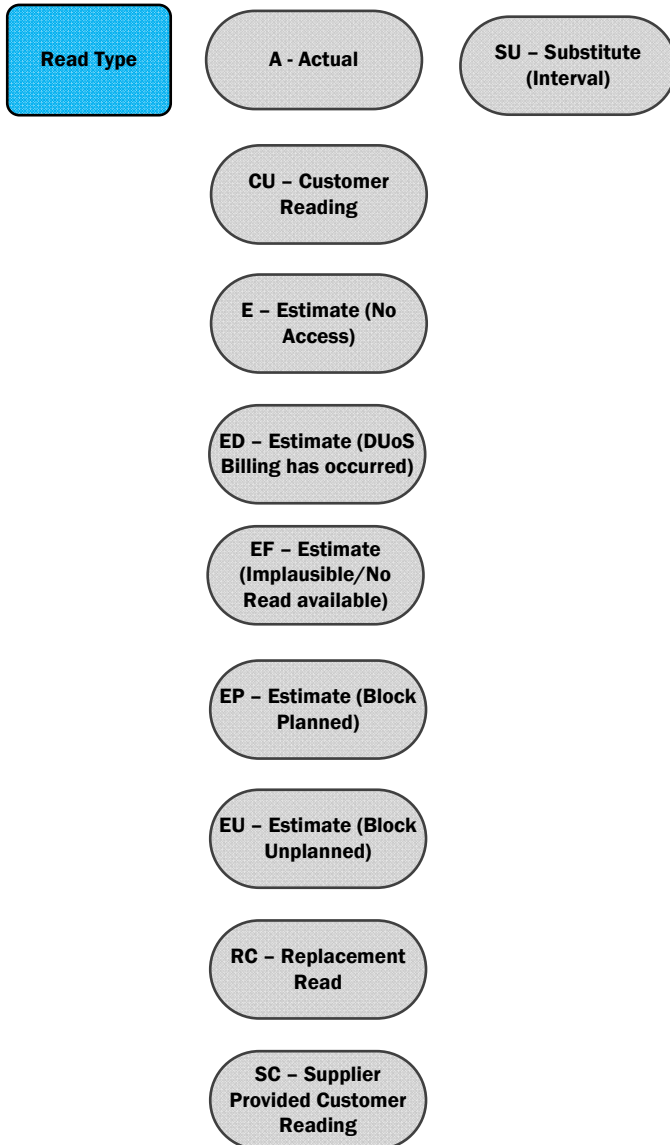 Read Type
A - Actual
SU – Substitute
(Interval)
CU – Customer
Reading
E – Estimate (No
Access)
ED – Estimate (DUoS
Billing has occurred)
EF – Estimate
(Implausible/No
Read available)
EP – Estimate (Block
Planned)
EU – Estimate (Block
Unplanned)
RC – Replacement
Read
SC – Supplier
Provided Customer
Reading